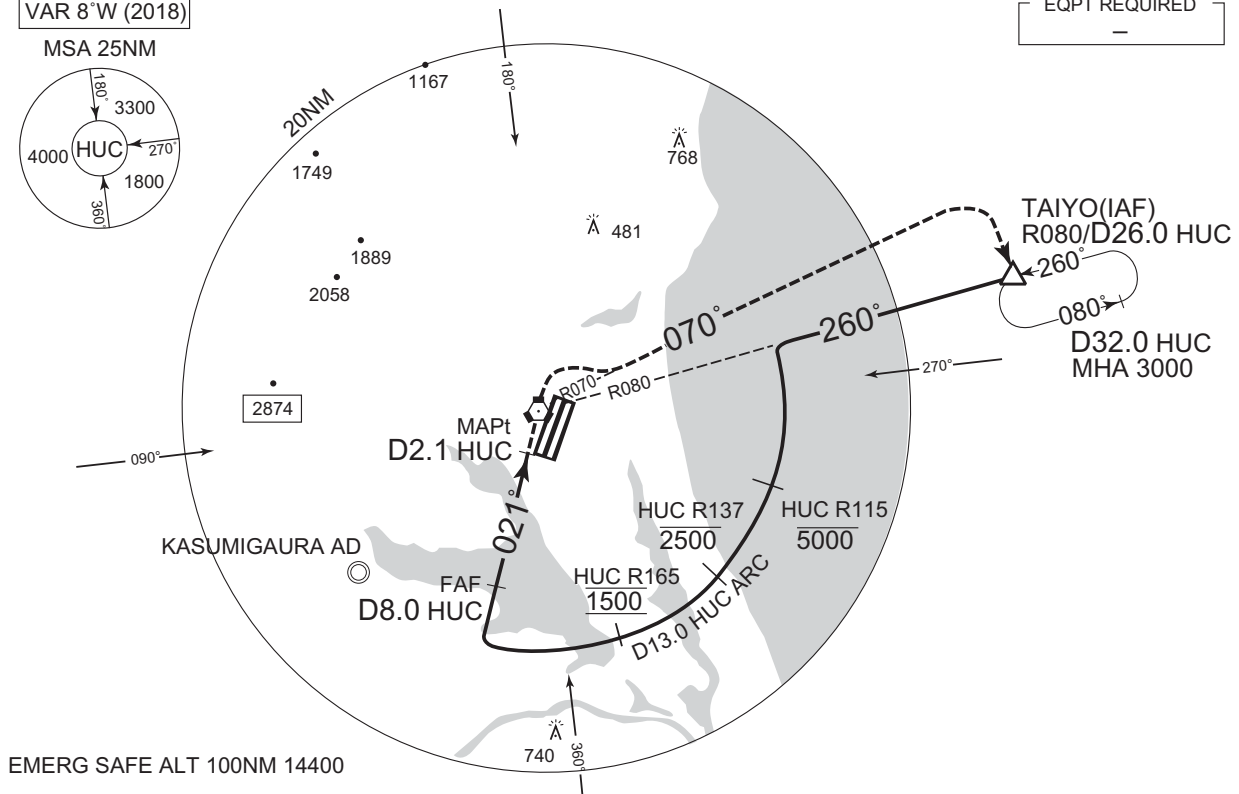 VAR 8°W (2018)
MSA 25NM
180°
3300
HUC
270°
4000
1800
360°
EQPT REQUIRED
–
180°
1167
20NM
1749
768
481
1889
2058
TAIYO(IAF)
R080/D26.0 HUC
260°
080°
D32.0 HUC
MHA 3000
070°
260°
270°
R070
R080
2874
MAPt
D2.1 HUC
090°
021°
HUC R137
2500
HUC R115
5000
KASUMIGAURA AD
FAF
D8.0 HUC
HUC R165
1500
D13.0 HUC ARC
740
360°
EMERG SAFE ALT 100NM 14400